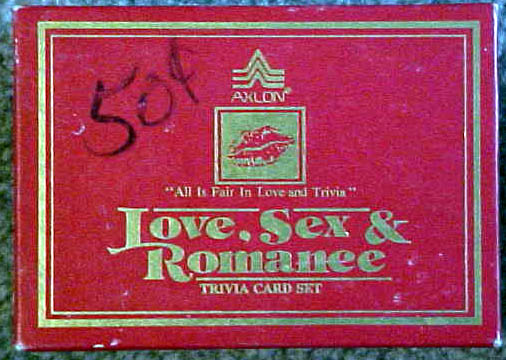 50¢
AXLON®
"All Is Fair In Love and Trivia"
Love, Sex &
Romance
TRIVIA CARD SET